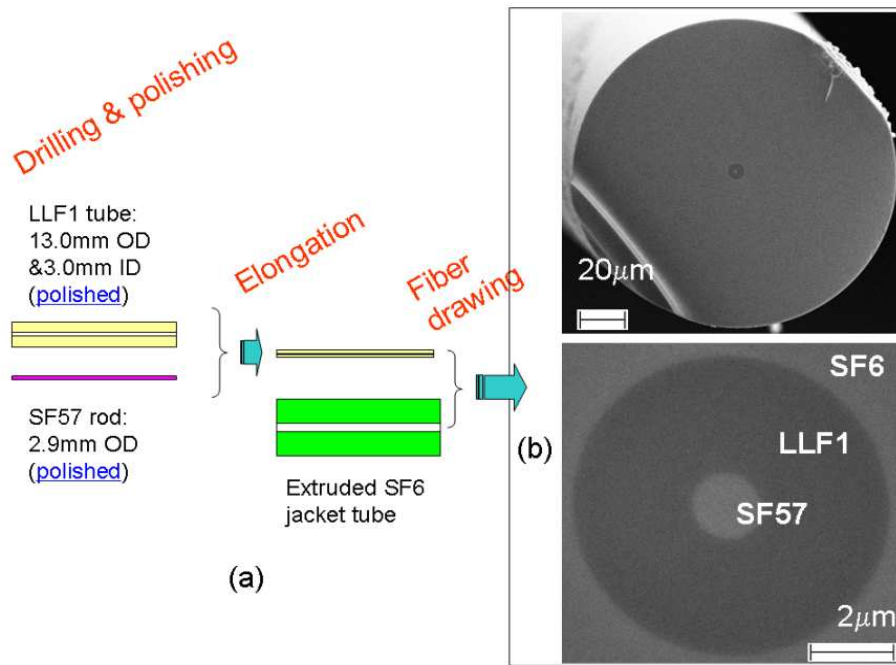 Drilling & polishing
LLF1 tube:
13.0mm OD
&3.0mm ID
(polished)
SF57 rod:
2.9mm OD
(polished)
Elongation
Extruded SF6
jacket tube
Fiber
drawing
(a)
(b)
20μm
SF6
LLF1
SF57
2μm